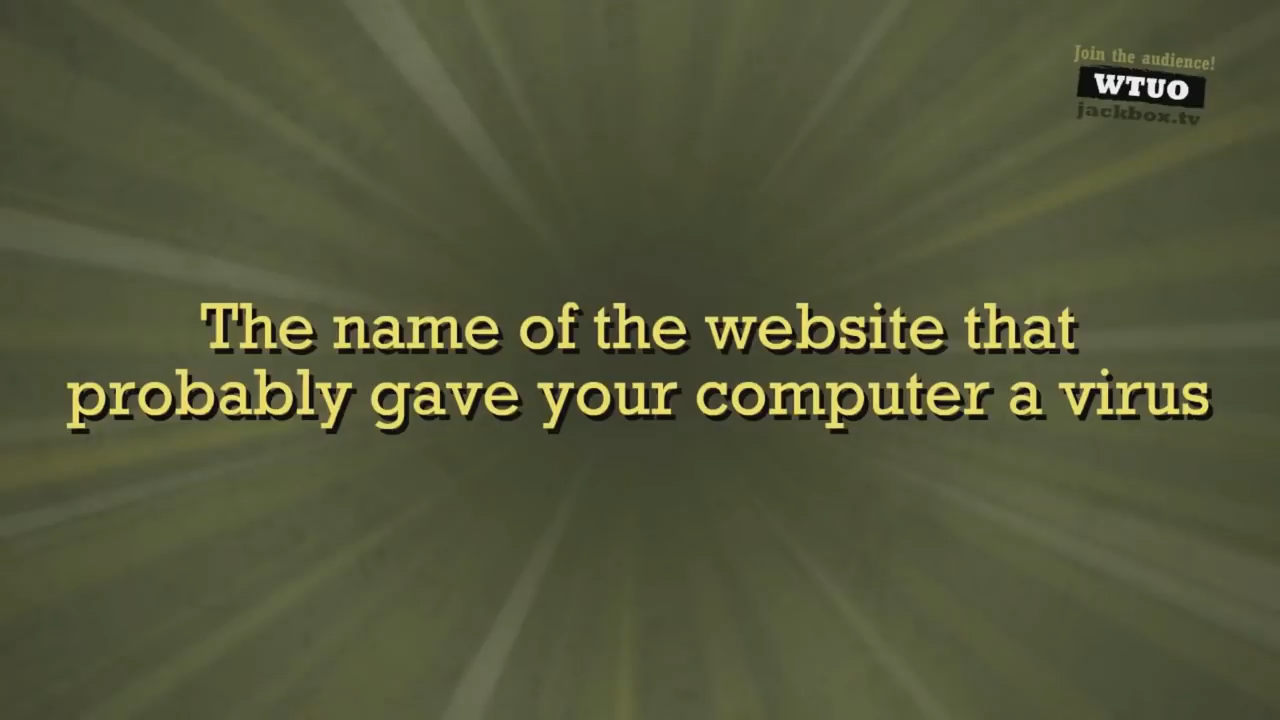 Join the audience!
WTUO
jackbox.tv
The name of the website that
probably gave your computer a virus